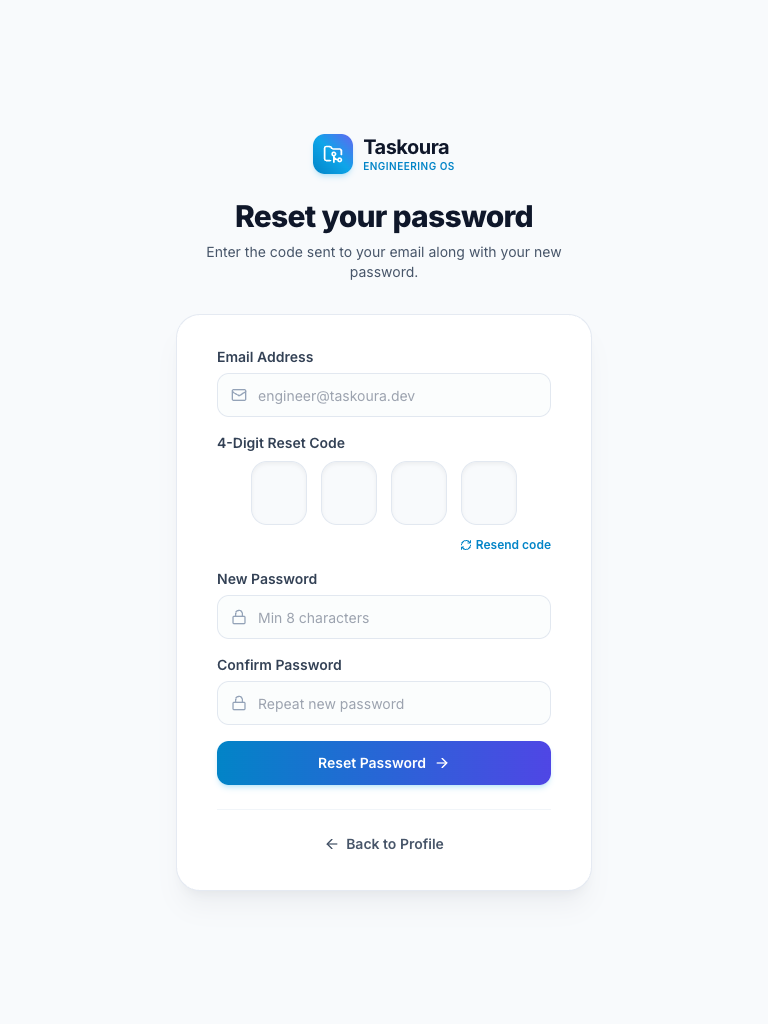 Taskoura
ENGINEERING OS
Reset your password
Enter the code sent to your email along with your new
password.
Email Address
engineer@taskoura.dev
4-Digit Reset Code
Resend code
New Password
Min 8 characters
Confirm Password
Repeat new password
Reset Password
Back to Profile